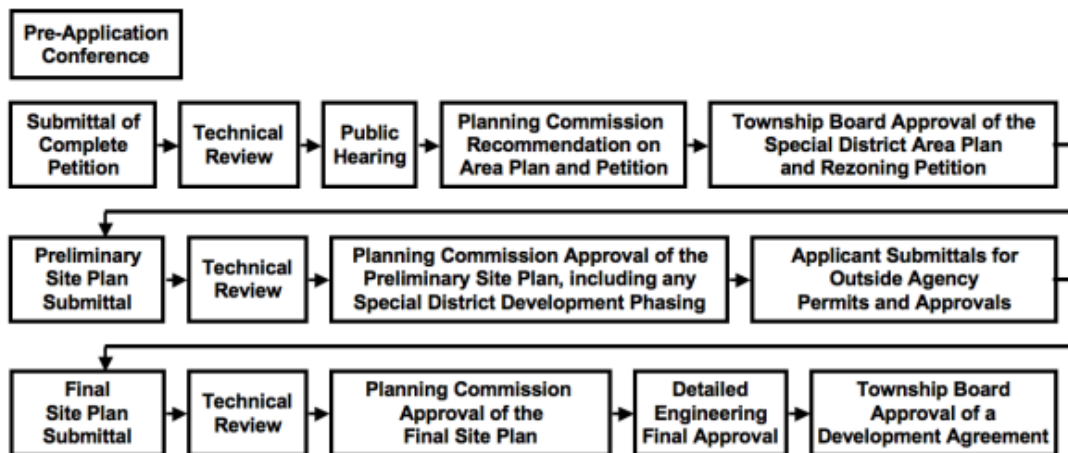 Pre-Application
Conference
Submittal of
Complete
Petition
Technical
Review
Public
Hearing
Planning Commission
Recommendation on
Area Plan and Petition
Township Board Approval of the
Special District Area Plan
and Rezoning Petition
Preliminary
Site Plan
Submittal
Technical
Review
Planning Commission Approval of the
Preliminary Site Plan, including any
Special District Development Phasing
Applicant Submittals for
Outside Agency
Permits and Approvals
Final
Site Plan
Submittal
Technical
Review
Planning Commission
Approval of the
Final Site Plan
Detailed
Engineering
Final Approval
Township Board
Approval of a
Development Agreement